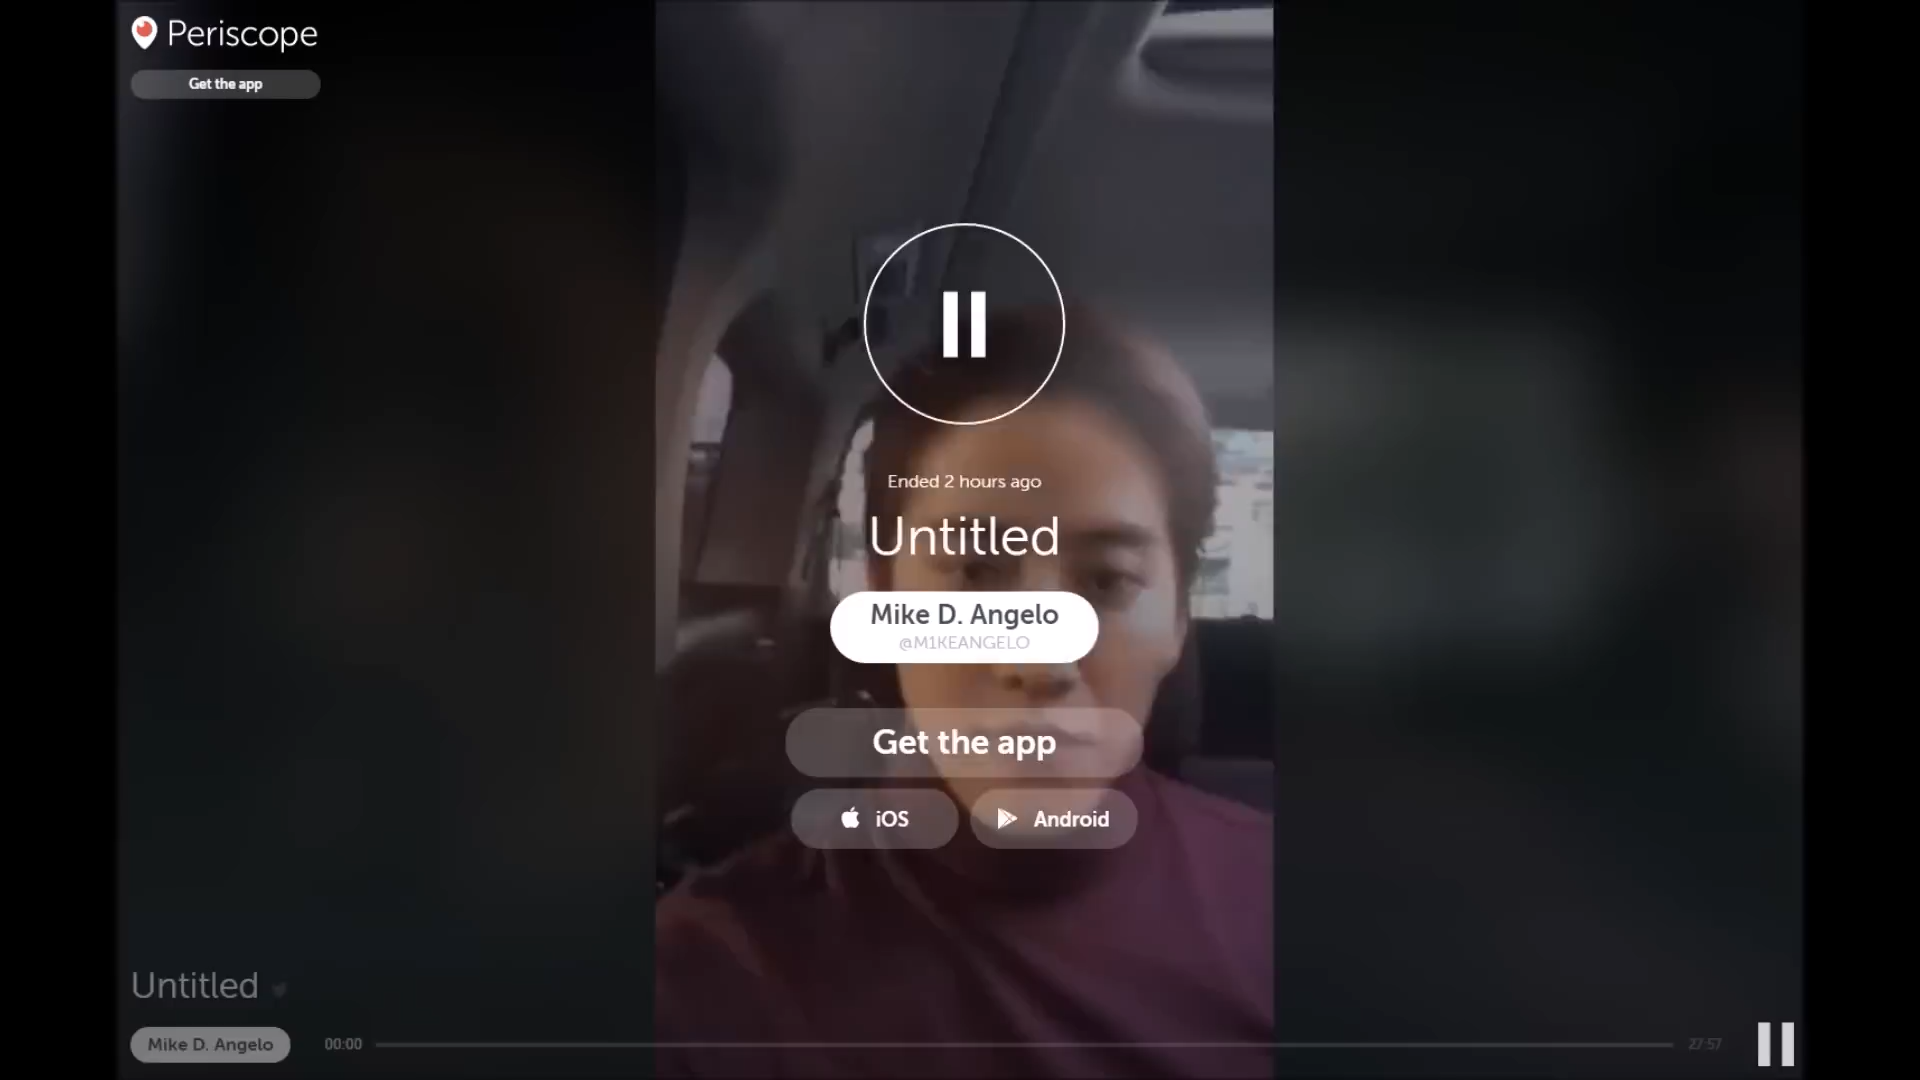 Periscope
Get the app
Ended 2 hours ago
Untitled
Mike D. Angelo
@M1KEANGELO
Get the app
iOS
Android
Untitled
Mike D. Angelo
00:00
27:57